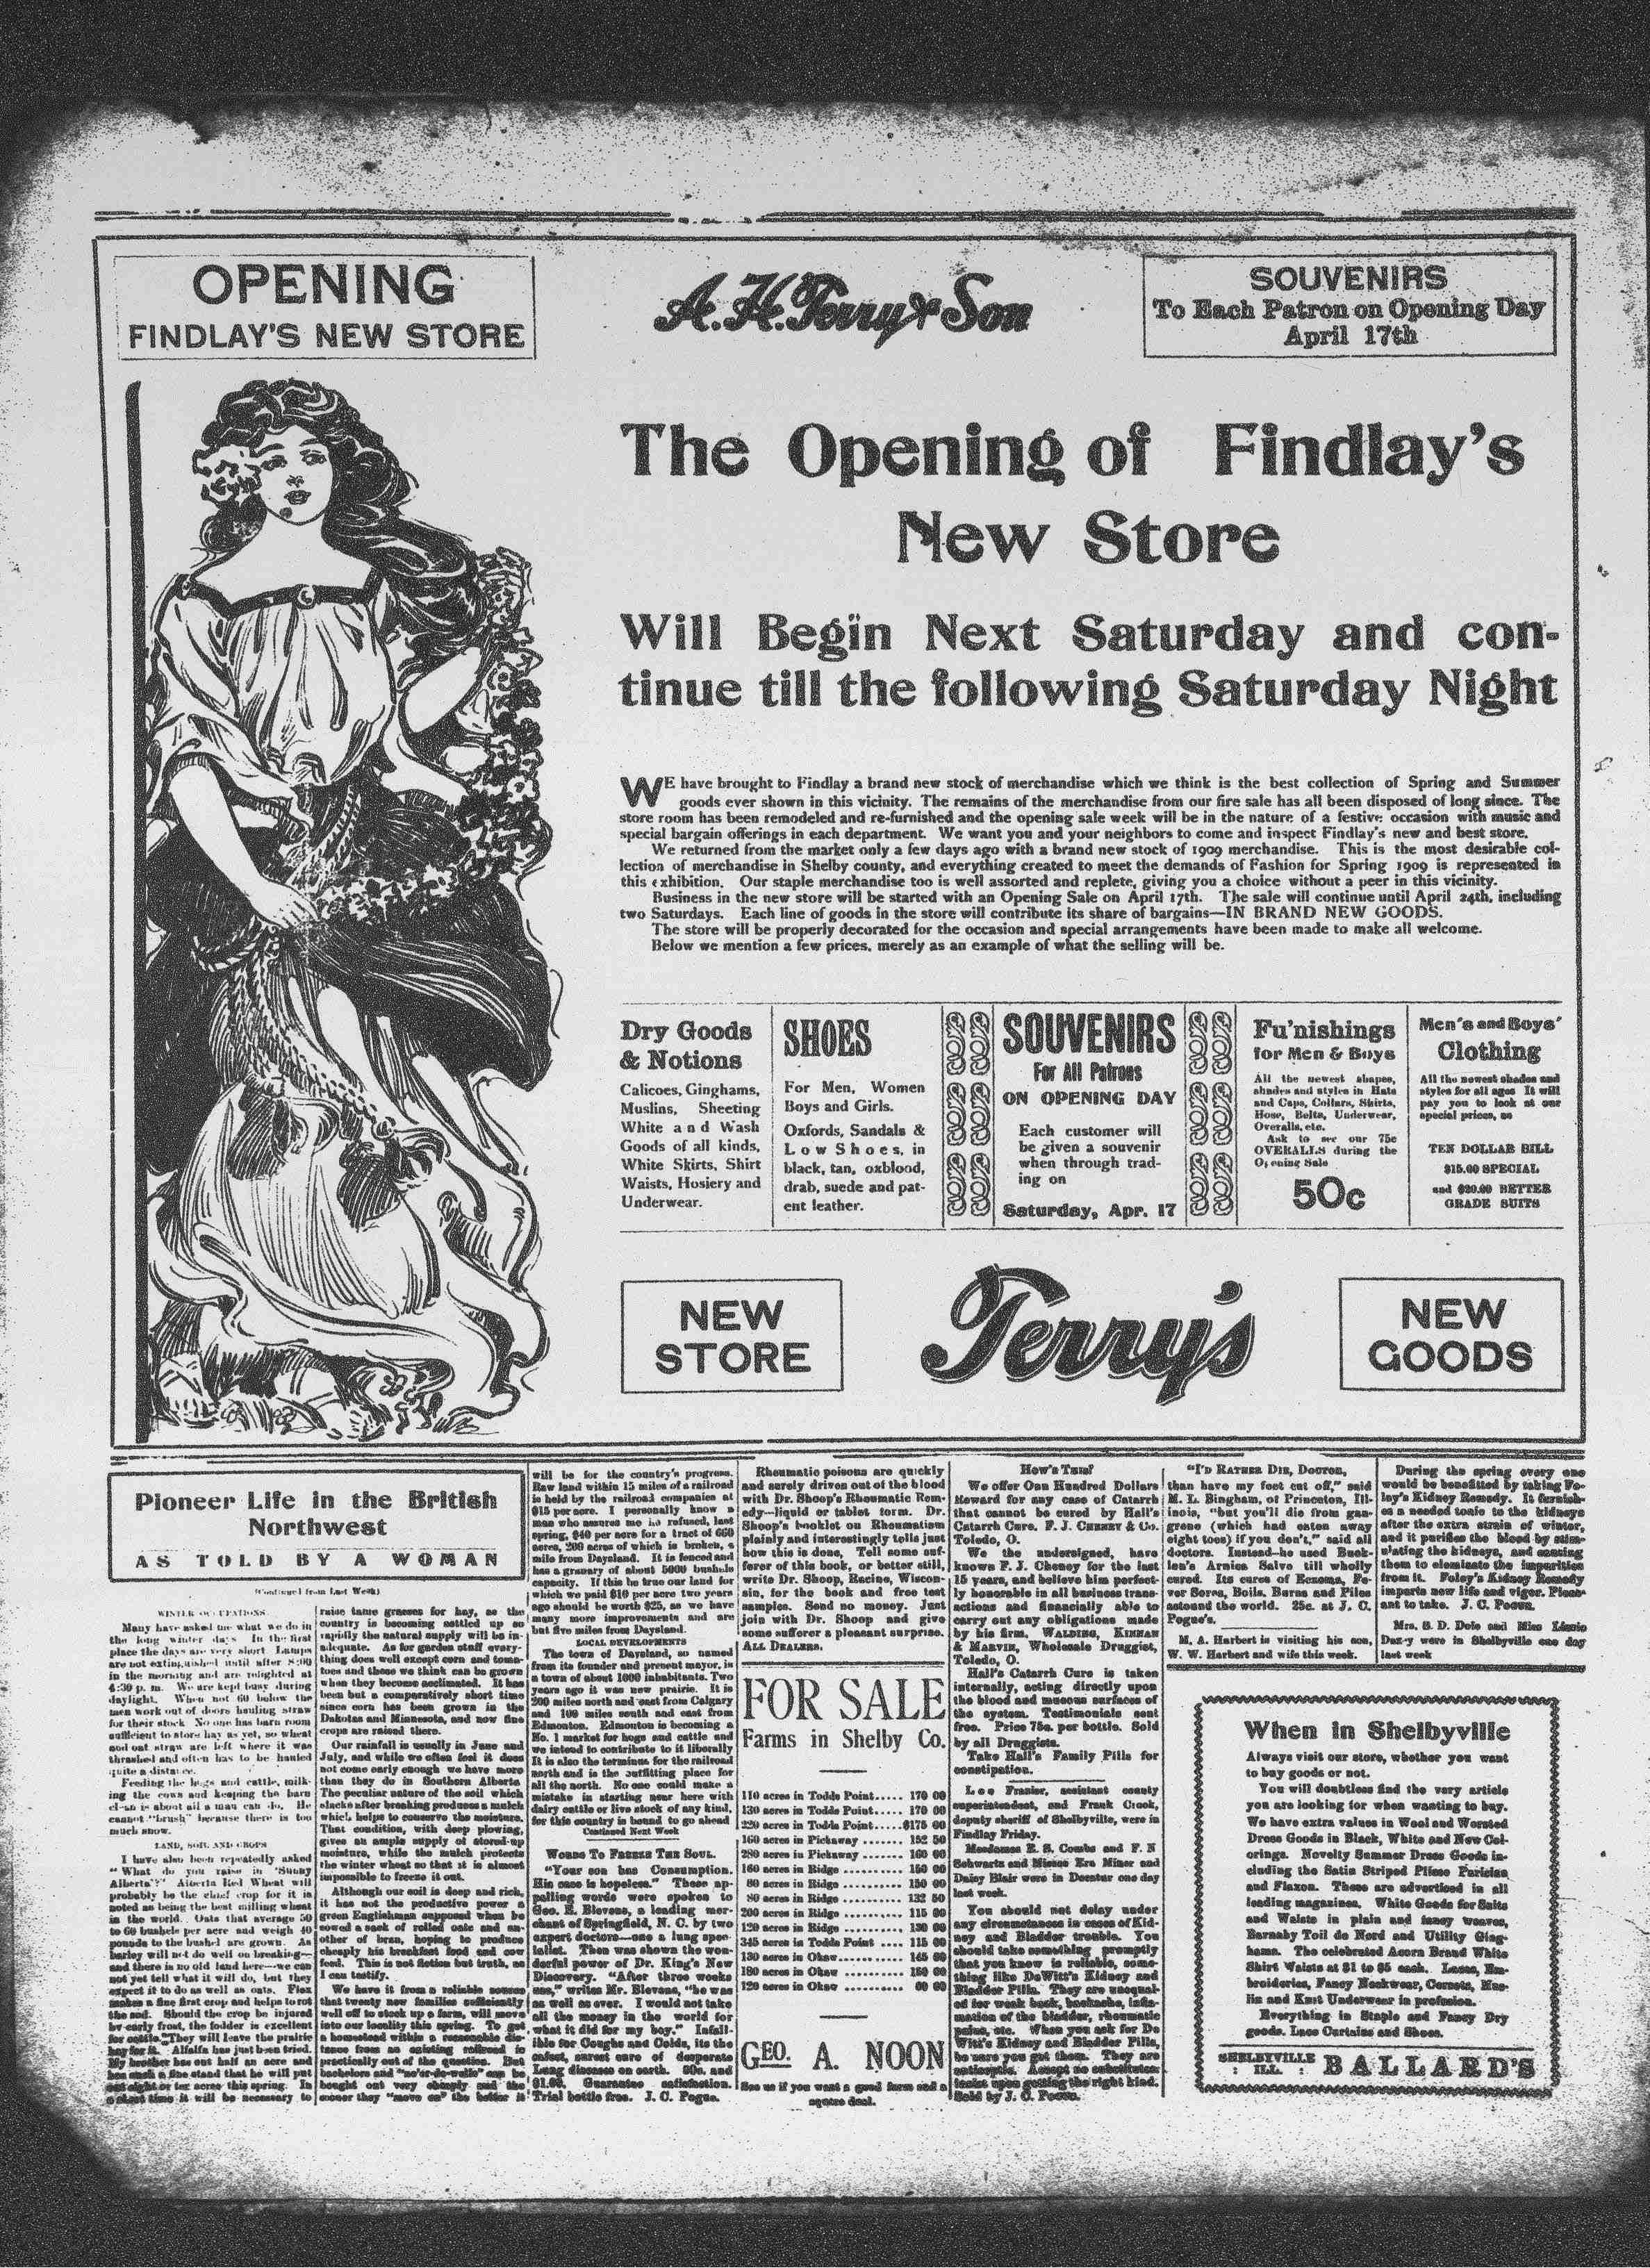 OPENING
FINDLAY'S NEW STORE
A. H. Terry & Son
SOUVENIRS
To Each Patron on Opening Day
April 17th
The Opening of Findlay's
New Store
Will Begin Next Saturday and con-
tinue till the following Saturday Night
WE have brought to Findlay a brand new stock of merchandise which we think is the best collection of Spring and Summer
goods ever shown in this vicinity. The remains of the merchandise from our fire sale has all been disposed of long since. The
store room has been remodeled and re-furnished and the opening sale week will be in the nature of a festive occasion with music and
special bargain offerings in each department. We want you and your neighbors to come and inspect Findlay's new and best store.
We returned from the market only a few days ago with a brand new stock of 1909 merchandise. This is the most desirable col-
lection of merchandise in Shelby county, and everything created to meet the demands of Fashion for Spring 1909 is represented in
this exhibition. Our staple merchandise too is well assorted and replete, giving you a choice without a peer in this vicinity.
Business in the new store will be started with an Opening Sale on April 17th. The sale will continue until April 24th, including
two Saturdays. Each line of goods in the store will contribute its share of bargains—IN BRAND NEW GOODS.
The store will be properly decorated for the occasion and special arrangements have been made to make all welcome.
Below we mention a few prices, merely as an example of what the selling will be.
Dry Goods
& Notions
Calicoes, Ginghams,
Muslins, Sheeting
White and Wash
Goods of all kinds,
White Skirts, Shirt
Waists, Hosiery and
Underwear.
SHOES
For Men, Women
Boys and Girls.
Oxfords, Sandals &
Low Shoes, in
black, tan, oxblood,
drab, suede and pat-
ent leather.
SOUVENIRS
For All Patrons
ON OPENING DAY
Each customer will
be given a souvenir
when through trad-
ing on
Saturday, Apr. 17
Fu'nishings
for Men & Boys
All the newest shapes,
shades and styles in Hats
and Caps, Collars, Shirts,
Hose, Belts, Underwear,
Overalls, etc.
Ask to see our 75c
OVERALLS during the
Opening Sale
50c
Men's and Boys'
Clothing
All the newest shades and
styles for all ages It will
pay you to look at our
special prices, as
TEN DOLLAR BILL
$15.00 SPECIAL
and $20.00 BETTER
GRADE SUITS
NEW
STORE
Terry's
NEW
GOODS
Pioneer Life in the British
Northwest
AS TOLD BY A WOMAN
(Continued from Last Week)
WINTER OCCUPATIONS
Many have asked me what we do in
the long winter days In the first
place the days are very short Lamps
are not extinguished until after 8:00
in the morning and are relighted at
4:30 p. m. We are kept busy during
daylight. When not 60 below the
men work out of doors hauling straw
for their stock No one has barn room
sufficient to store hay as yet, so wheat
and oat straw are left where it was
thrashed and often has to be hauled
quite a distance.
Feeding the hogs and cattle, milk-
ing the cows and keeping the barn
clean is about all a man can do. He
cannot "brush" because there is too
much snow.
LAND, SOIL AND CROPS
I have also been repeatedly asked
"What do you raise in 'Sunny
Alberta'?" Alberta Red Wheat will
probably be the chief crop for it is
noted as being the best milling wheat
in the world. Oats that average 50
to 60 bushels per acre and weigh 40
pounds to the bushel are grown. As
barley will not do well on breaking—
and there is no old land here—we can
not yet tell what it will do, but they
expect it to do as well as oats. Flax
makes a fine first crop and helps to rot
the sod. Should the crop be injured
by early frost, the fodder is excellent
for cattle. They will leave the prairie
hay for it. Alfalfa has just been tried.
My brother has out half an acre and
has such a fine stand that he will put
out eight or ten acres this spring. In
a short time it will be necessary to
raise tame grasses for hay, as the
country is becoming settled up so
rapidly the natural supply will be in-
adequate. As for garden stuff every-
thing does well except corn and toma-
toes and these we think can be grown
when they become acclimated. It has
been but a comparatively short time
since corn has been grown in the
Dakotas and Minnesota, and now fine
crops are raised there.
Our rainfall is usually in June and
July, and while we often feel it does
not come early enough we have more
than they do in Southern Alberta
The peculiar nature of the soil which
slacks after breaking produces a mulch
which helps to conserve the moisture.
That condition, with deep plowing,
gives an ample supply of stored-up
moisture, while the mulch protects
the winter wheat so that it is almost
impossible to freeze it out.
Although our soil is deep and rich,
it has not the productive power a
green Englishman supposed when he
sowed a sack of rolled oats and an-
other of bran, hoping to produce
cheaply his breakfast food and cow
feed. This is not fiction but truth, as
I can testify.
We have it from a reliable source
that twenty new families sufficiently
well off to stock up a farm, will move
into our locality this spring. To get
a homestead within a reasonable dis-
tance from an existing railroad is
practically out of the question. But
bachelors and "ne'er-do-wells" can be
bought out very cheaply and the
sooner they "move on" the better it
will be for the country's progress.
Raw land within 15 miles of a railroad
is held by the railroad companies at
$15 per acre. I personally know a
man who assures me he refused, last
spring, $40 per acre for a tract of 660
acres, 200 acres of which is broken, a
mile from Daysland. It is fenced and
has a granary of about 5000 bushels
capacity. If this be true our land for
which we paid $10 per acre two years
ago should be worth $25, as we have
many more improvements and are
but five miles from Daysland.
LOCAL DEVELOPMENTS
The town of Daysland, so named
from its founder and present mayor, is
a town of about 1000 inhabitants. Two
years ago it was new prairie. It is
200 miles north and east from Calgary
and 109 miles south and east from
Edmonton. Edmonton is becoming a
No. 1 market for hogs and cattle and
we intend to contribute to it liberally
It is also the terminus for the railroad
north and is the outfitting place for
all the north. No one could make a
mistake in starting near here with
dairy cattle or live stock of any kind,
for this country is bound to go ahead
Continued Next Week
WORDS TO FREEZE THE SOUL.
"Your son has Consumption.
His case is hopeless." These ap-
palling words were spoken to
Geo. E. Blevens, a leading mer-
chant of Springfield, N. C. by two
expert doctors—one a lung spec-
ialist. Then was shown the won-
derful power of Dr. King's New
Discovery. "After three weeks
use," writes Mr. Blevens, "he was
as well as ever. I would not take
all the money in the world for
what it did for my boy." Infall-
ible for Coughs and Colds, its the
safest, surest cure of desperate
Lung diseases on earth. 50c. and
$1.00. Guarantee satisfaction.
Trial bottle free. J. C. Pogue.
Rheumatic poisons are quickly
and surely driven out of the blood
with Dr. Shoop's Rheumatic Rem-
edy—liquid or tablet form. Dr.
Shoop's booklet on Rheumatism
plainly and interestingly tells just
how this is done, Tell some suf-
ferer of this book, or better still,
write Dr. Shoop, Racine, Wiscon-
sin, for the book and free test
samples. Send no money. Just
join with Dr. Shoop and give
some sufferer a pleasant surprise.
ALL DEALERS.
FOR SALE
Farms in Shelby Co.
110 acres in Todds Point..... 170 00
130 acres in Todds Point..... 170 00
220 acres in Todds Point.....$175 00
160 acres in Pickaway ....... 152 50
280 acres in Pickaway ....... 160 00
160 acres in Ridge .......... 150 00
80 acres in Ridge .......... 150 00
80 acres in Ridge .......... 132 50
200 acres in Ridge .......... 115 00
120 acres in Ridge .......... 130 00
345 acres in Todds Point .... 115 00
130 acres in Okaw ........... 145 00
180 acres in Okaw ........... 150 00
120 acres in Okaw ........... 60 00
GEO. A. NOON
See us if you want a good farm and a
square deal.
How's This?
We offer One Hundred Dollars
Reward for any case of Catarrh
that cannot be cured by Hall's
Catarrh Cure. F. J. CHENEY & Co.
Toledo, O.
We the undersigned, have
known F. J. Cheney for the last
15 years, and believe him perfect-
ly honorable in all business trans-
actions and financially able to
carry out any obligations made
by his firm. WALDING, KINNAN
& MARVIN, Wholesale Druggist,
Toledo, O.
Hall's Catarrh Cure is taken
internally, acting directly upon
the blood and mucous surfaces of
the system. Testimonials sent
free. Price 75c. per bottle. Sold
by all Druggists.
Take Hall's Family Pills for
constipation.
Lee Frazier, assistant county
superintendent, and Frank Crook,
deputy sheriff of Shelbyville, were in
Findlay Friday.
Mesdames E. S. Combs and F. N
Schwartz and Misses Era Miner and
Daisy Blair were in Decatur one day
last week.
You should not delay under
any circumstances in cases of Kid-
ney and Bladder trouble. You
should take something promptly
that you know is reliable, some-
thing like DeWitt's Kidney and
Bladder Pills. They are unequal-
ed for weak back, backache, infla-
mation of the bladder, rheumatic
pains, etc. When you ask for De
Witt's Kidney and Bladder Pills,
be sure you get them. They are
antiseptic. Accept no substitutes
insist upon getting the right kind.
Sold by J. C. POGUE.
"I'D RATHER DIE, DOCTOR,
than have my feet cut off," said
M. L. Bingham, of Princeton, Ill-
inois, "but you'll die from gan-
grene (which had eaten away
eight toes) if you don't," said all
doctors. Instead—he used Buck-
len's Arnica Salve till wholly
cured. Its cures of Eczema, Fe-
ver Sores, Boils, Burns and Piles
astound the world. 25c. at J. C.
Pogue's.
M. A. Harbert is visiting his son,
W. W. Harbert and wife this week.
During the spring every one
would be benefitted by taking Fo-
ley's Kidney Remedy. It furnish-
es a needed tonic to the kidneys
after the extra strain of winter,
and it purifies the blood by stim-
ulating the kidneys, and causing
them to eleminate the impurities
from it. Foley's Kidney Remedy
imparts new life and vigor. Pleas-
ant to take. J. C. POGUE.
Mrs. S. D. Dole and Miss
were in Shelbyville one day
last week
When in Shelbyville
Always visit our store, whether you want
to buy goods or not.
You will doubtless find the very article
you are looking for when wanting to buy.
We have extra values in Wool and Worsted
Dress Goods in Black, White and New Col-
orings. Novelty Summer Dress Goods in-
cluding the Satin Striped Plisse Parisian
and Flaxon. These are advertised in all
leading magazines. White Goods for Suits
and Waists in plain and fancy weaves,
Barnaby Toil de Nord and Utility Ging-
hams. The celebrated Acorn Brand White
Shirt Waists at $1 to $5 each. Laces, Em-
broideries, Fancy Neckwear, Corsets, Mus-
lin and Knit Underwear in profusion.
Everything in Staple and Fancy Dry
goods. Lace Curtains and Shoes.
SHELBYVILLE
: ILL.
BALLARD'S